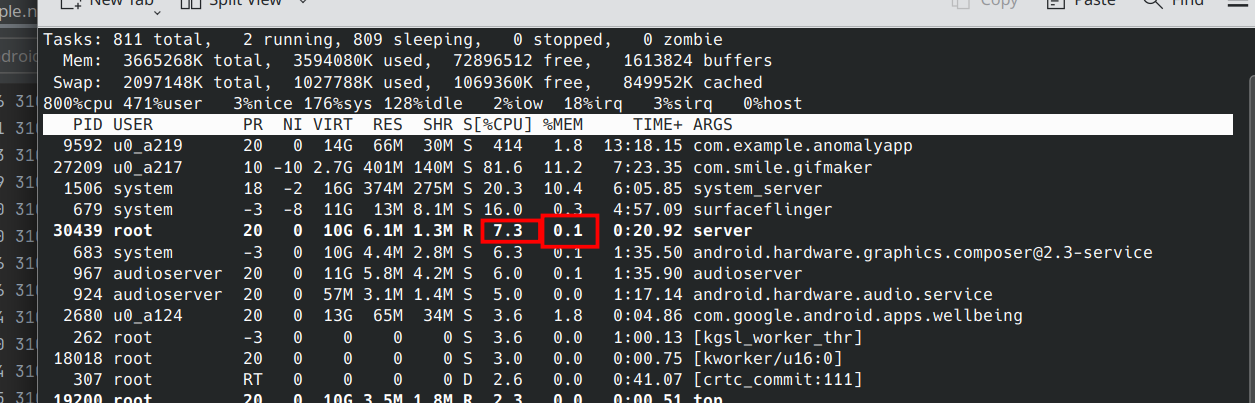 ple.n
New Tab
Split View
Copy
Paste
Find
ndroid
Tasks: 811 total,   2 running, 809 sleeping,   0 stopped,   0 zombie
  Mem:  3665268K total,  3594080K used,  72896512 free,   1613824 buffers
 Swap:  2097148K total,  1027788K used,  1069360K free,    849952K cached
800%cpu 471%user   3%nice 176%sys 128%idle   2%iow  18%irq   3%sirq   0%host
  PID USER         PR  NI VIRT  RES  SHR S[%CPU] %MEM     TIME+ ARGS
 9592 u0_a219      20   0  14G  66M  30M S  414   1.8  13:18.15 com.example.anomalyapp
27209 u0_a217      10 -10 2.7G 401M 140M S 81.6  11.2   7:23.35 com.smile.gifmaker
 1506 system       18  -2  16G 374M 275M S 20.3  10.4   6:05.85 system_server
  679 system       -3  -8  11G  13M 8.1M S 16.0   0.3   4:57.09 surfaceflinger
30439 root         20   0  10G 6.1M 1.3M R  7.3   0.1   0:20.92 server
  683 system       -3   0  10G 4.4M 2.8M S  6.3   0.1   1:35.50 android.hardware.graphics.composer@2.3-service
  967 audioserver  20   0  11G 5.8M 4.2M S  6.0   0.1   1:35.90 audioserver
  924 audioserver  20   0  57M 3.1M 1.4M S  5.0   0.0   1:17.14 android.hardware.audio.service
 2680 u0_a124      20   0  13G  65M  34M S  3.6   1.8   0:04.86 com.google.android.apps.wellbeing
  262 root         -3   0    0    0    0 S  3.6   0.0   1:00.13 [kgsl_worker_thr]
18018 root         20   0    0    0    0 S  3.0   0.0   0:00.75 [kworker/u16:0]
  307 root         RT   0    0    0    0 D  2.6   0.0   0:41.07 [crtc_commit:111]
19200 root         20   0  10G 3.5M 1.8M R  2.3   0.0   0:00.51 top